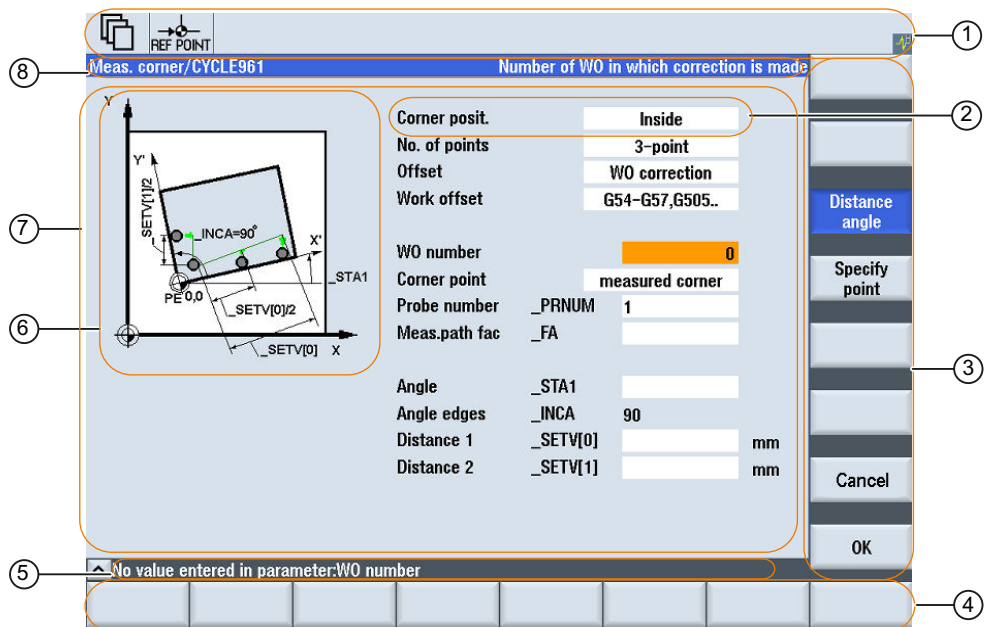 REF POINT
1
8
Meas. corner/CYCLE961 Number of WO in which correction is made
Corner posit. Inside
2
No. of points 3-point
Offset WO correction
Work offset G54-G57,G505..
WO number 0
Corner point measured corner
Probe number _PRNUM 1
Meas.path fac _FA
Angle _STA1
Angle edges _INCA 90
Distance 1 _SETV[0] mm
Distance 2 _SETV[1] mm
7
6
Y
Y'
_SETV[1]/2
_INCA=90°
X'
_STA1
PE 0,0
_SETV[0]/2
_SETV[0]
X
Distance
angle
Specify
point
3
Cancel
OK
5
No value entered in parameter:WO number
4